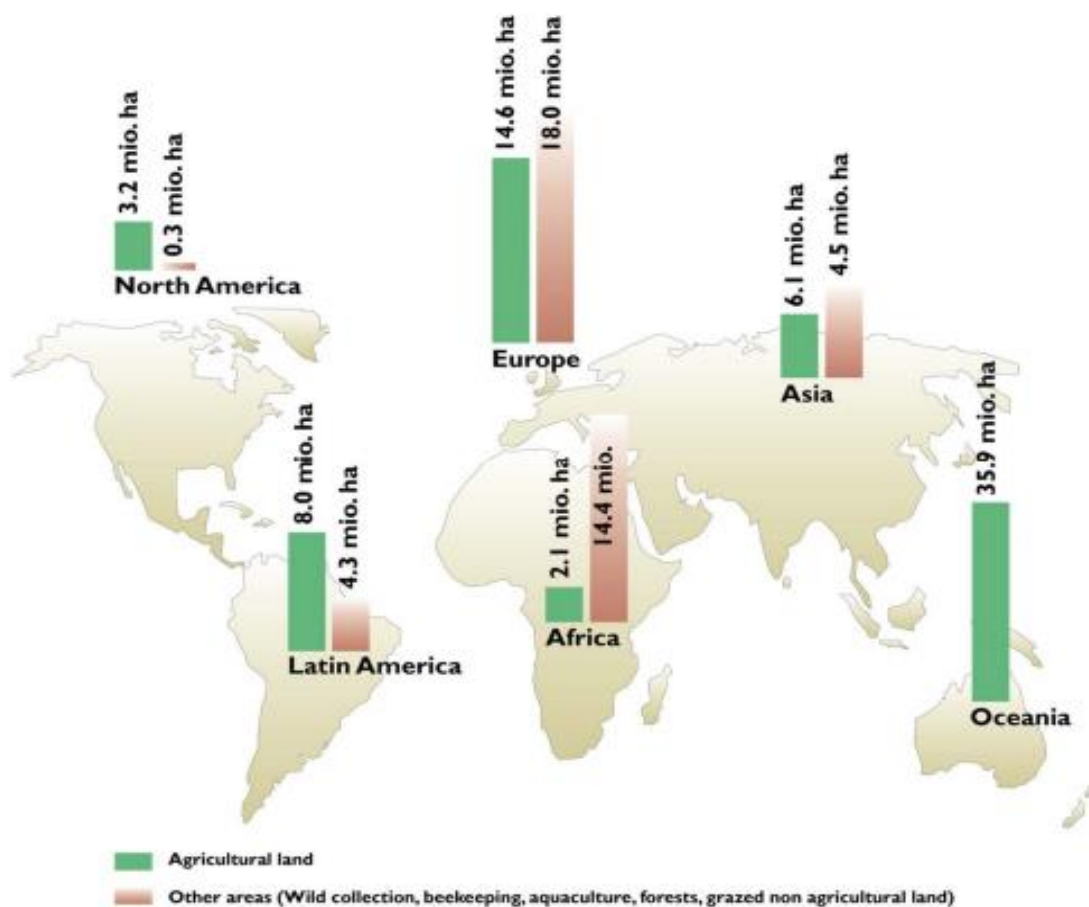 3.2 mio. ha
0.3 mio. ha
North America
14.6 mio. ha
18.0 mio. ha
Europe
6.1 mio. ha
4.5 mio. ha
Asia
8.0 mio. ha
4.3 mio. ha
Latin America
2.1 mio. ha
14.4 mio.
Africa
35.9 mio. ha
Oceania
Agricultural land
Other areas (Wild collection, beekeeping, aquaculture, forests, grazed non agricultural land)